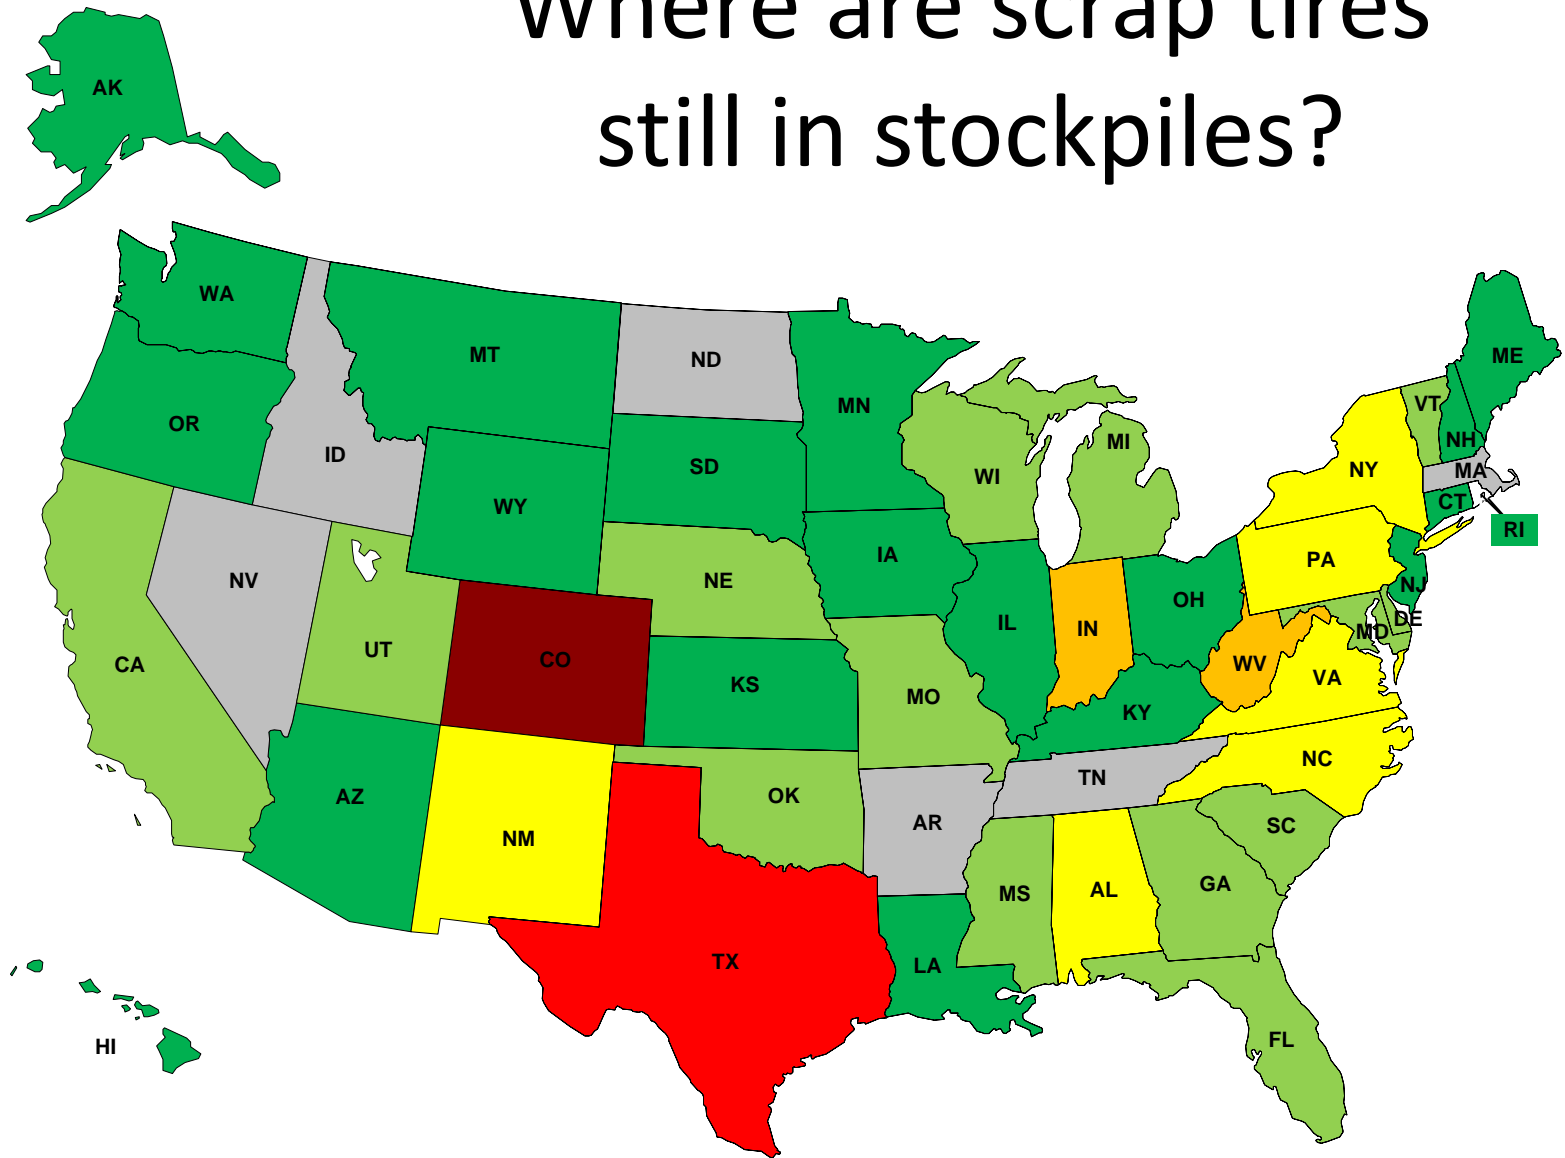 Where are scrap tires
still in stockpiles?
AK
WA
MT
ND
MN
ME
OR
ID
SD
WI
MI
VT
NH
NY
MA
CT
RI
WY
IA
NE
NV
PA
NJ
OH
IL
IN
DE
MD
UT
CO
CA
KS
MO
WV
VA
KY
NC
TN
AZ
OK
AR
SC
NM
MS
AL
GA
TX
LA
FL
HI